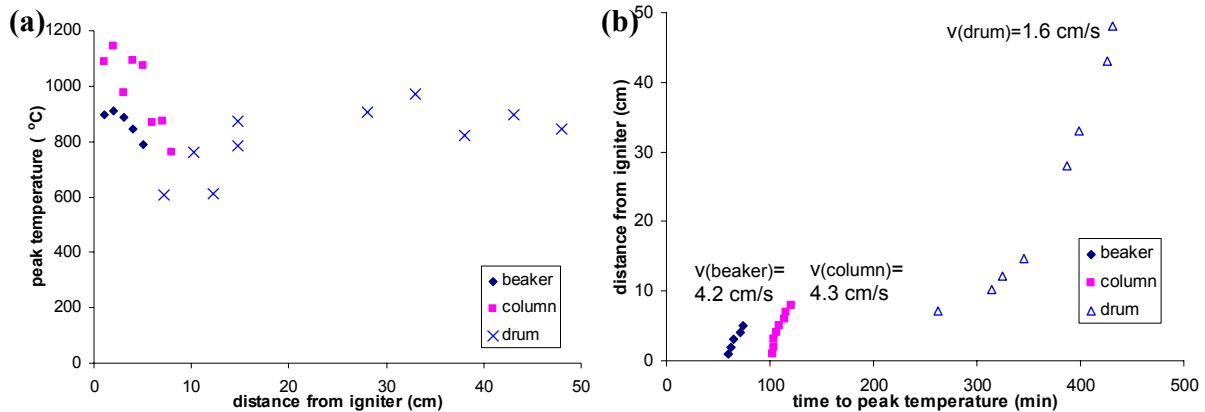 (a)
1200
1000
800
600
400
200
0
peak temperature ( °C)
0 10 20 30 40 50
distance from igniter (cm)
beaker
column
drum
(b)
50
40
30
20
10
0
distance from igniter (cm)
v(drum)=1.6 cm/s
v(beaker)=
4.2 cm/s
v(column)=
4.3 cm/s
beaker
column
drum
0 100 200 300 400 500
time to peak temperature (min)